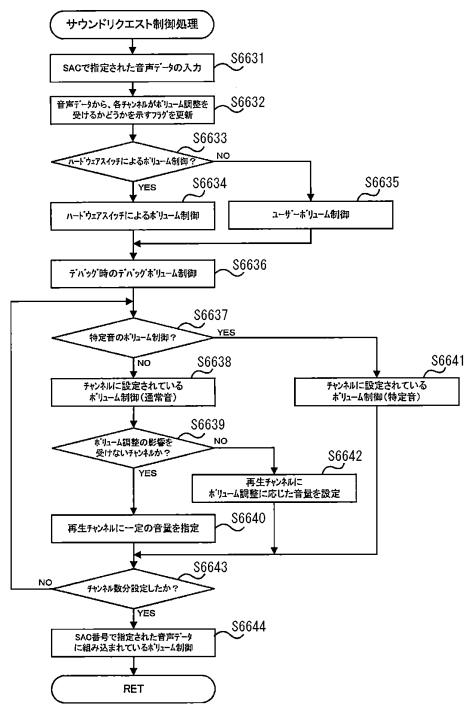 サウンドリクエスト制御処理
S6631
SACで指定された音声データの入力
S6632
音声データから、各チャンネルがボリューム調整を
受けるかどうかを示すフラグを更新
S6633
ハードウェアスイッチによるボリューム制御?
NO
YES
S6634
ハードウェアスイッチによるボリューム制御
S6635
ユーザーボリューム制御
S6636
デバッグ時のデバッグボリューム制御
S6637
特定音のボリューム制御?
YES
NO
S6638
チャンネルに設定されている
ボリューム制御(通常音)
S6641
チャンネルに設定されている
ボリューム制御(特定音)
S6639
ボリューム調整の影響を
受けないチャンネルか?
NO
YES
S6642
再生チャンネルに
ボリューム調整に応じた音量を設定
S6640
再生チャンネルに一定の音量を指定
S6643
チャンネル数分設定したか?
NO
YES
S6644
SAC番号で指定された音声データ
に組み込まれているボリューム制御
RET